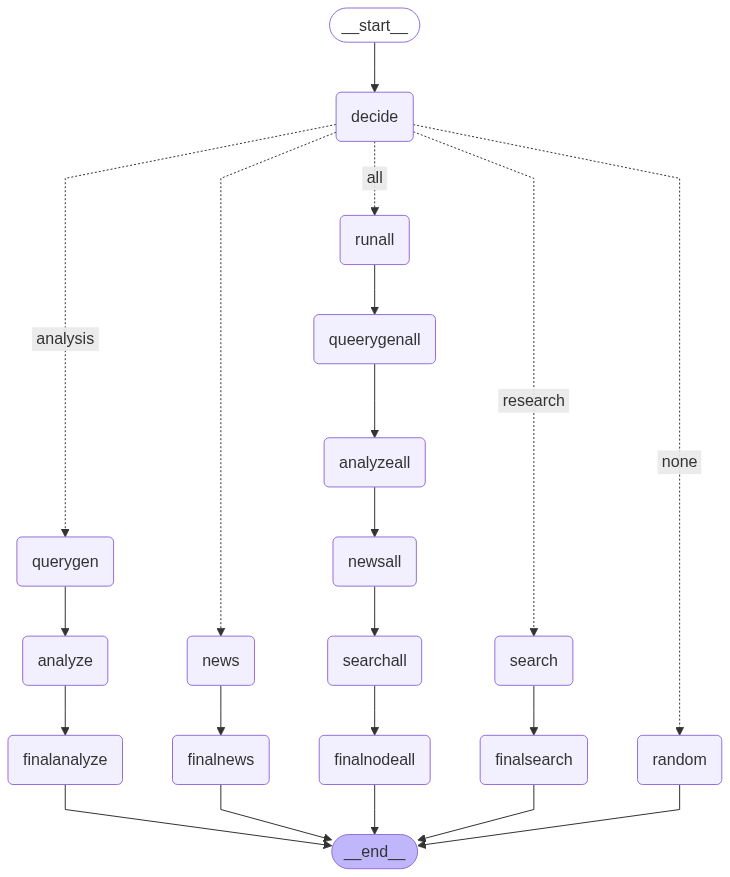 __start__
decide
all
runall
analysis
queerygenall
research
analyzeall
none
querygen
newsall
analyze
news
searchall
search
finalanalyze
finalnews
finalnodeall
finalsearch
random
__end__